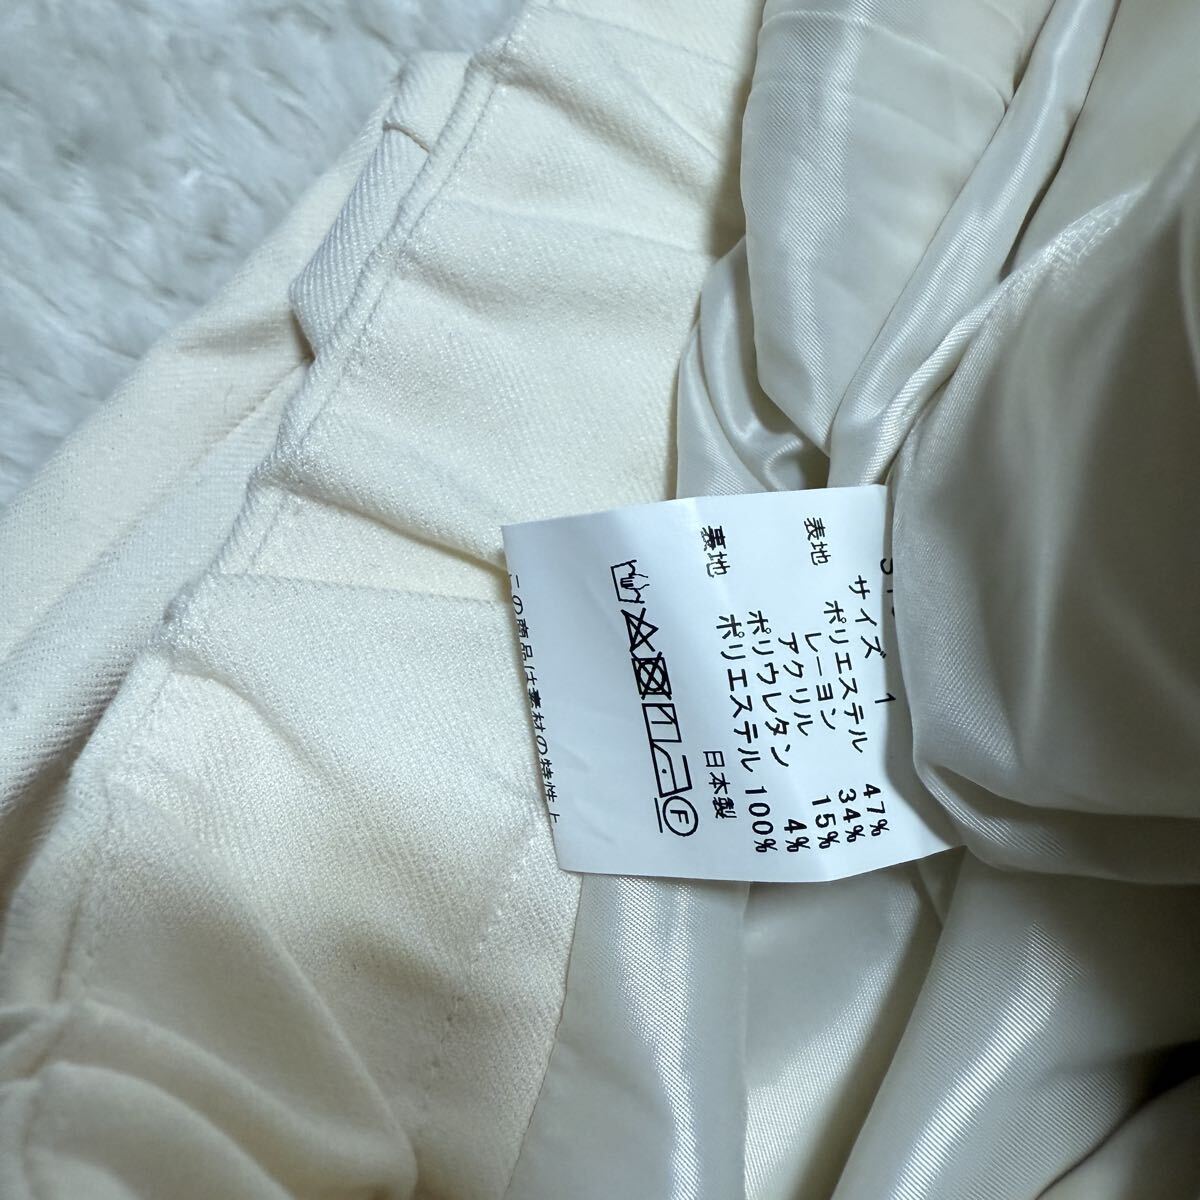 サイズ 1
表地 ポリエステル 47%
レーヨン 34%
アクリル 15%
ポリウレタン 4%
裏地 ポリエステル 100%
日本製
F
この商品は素材の特性上